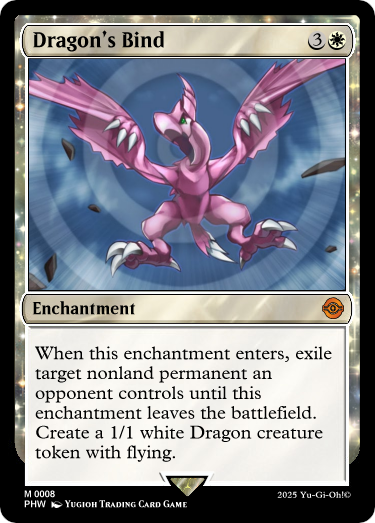 Dragon's Bind 3
Enchantment
When this enchantment enters, exile
target nonland permanent an
opponent controls until this
enchantment leaves the battlefield.
Create a 1/1 white Dragon creature
token with flying.
M 0008
PHW Yugioh Trading Card Game
2025 Yu-Gi-Oh!©